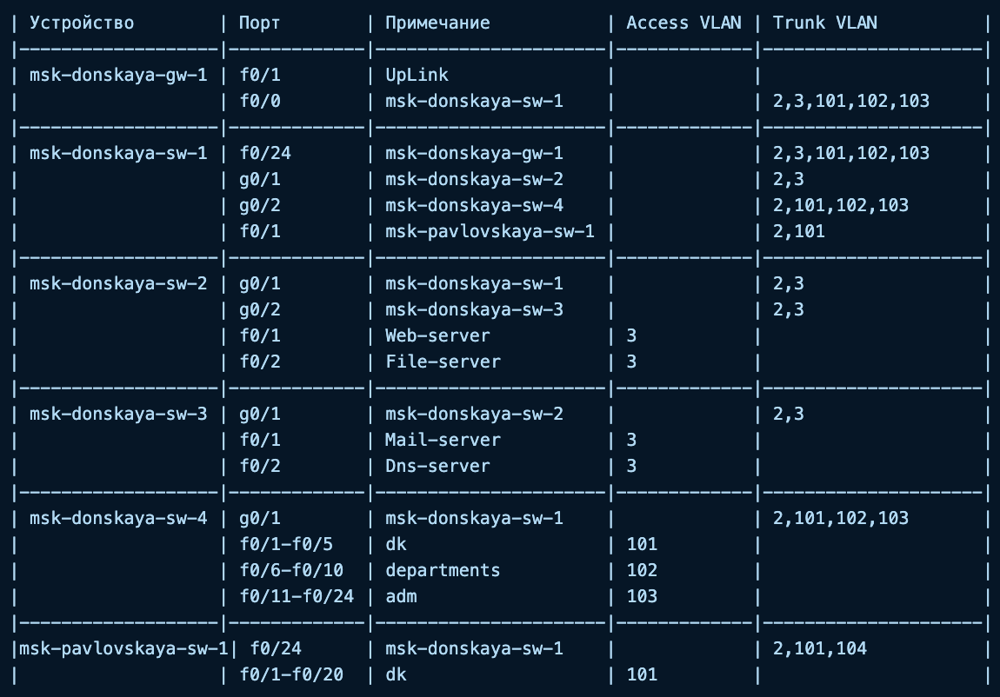 | Устройство | Порт | Примечание | Access VLAN | Trunk VLAN |
|-------------------|-------------|----------------------|-------------|---------------------|
| msk-donskaya-gw-1 | f0/1 | UpLink | | |
| | f0/0 | msk-donskaya-sw-1 | | 2,3,101,102,103 |
|-------------------|-------------|----------------------|-------------|---------------------|
| msk-donskaya-sw-1 | f0/24 | msk-donskaya-gw-1 | | 2,3,101,102,103 |
| | g0/1 | msk-donskaya-sw-2 | | 2,3 |
| | g0/2 | msk-donskaya-sw-4 | | 2,101,102,103 |
| | f0/1 | msk-pavlovskaya-sw-1 | | 2,101 |
|-------------------|-------------|----------------------|-------------|---------------------|
| msk-donskaya-sw-2 | g0/1 | msk-donskaya-sw-1 | | 2,3 |
| | g0/2 | msk-donskaya-sw-3 | | 2,3 |
| | f0/1 | Web-server | 3 | |
| | f0/2 | File-server | 3 | |
|-------------------|-------------|----------------------|-------------|---------------------|
| msk-donskaya-sw-3 | g0/1 | msk-donskaya-sw-2 | | 2,3 |
| | f0/1 | Mail-server | 3 | |
| | f0/2 | Dns-server | 3 | |
|-------------------|-------------|----------------------|-------------|---------------------|
| msk-donskaya-sw-4 | g0/1 | msk-donskaya-sw-1 | | 2,101,102,103 |
| | f0/1-f0/5 | dk | 101 | |
| | f0/6-f0/10 | departments | 102 | |
| | f0/11-f0/24 | adm | 103 | |
|-------------------|-------------|----------------------|-------------|---------------------|
|msk-pavlovskaya-sw-1| f0/24 | msk-donskaya-sw-1 | | 2,101,104 |
| | f0/1-f0/20 | dk | 101 | |